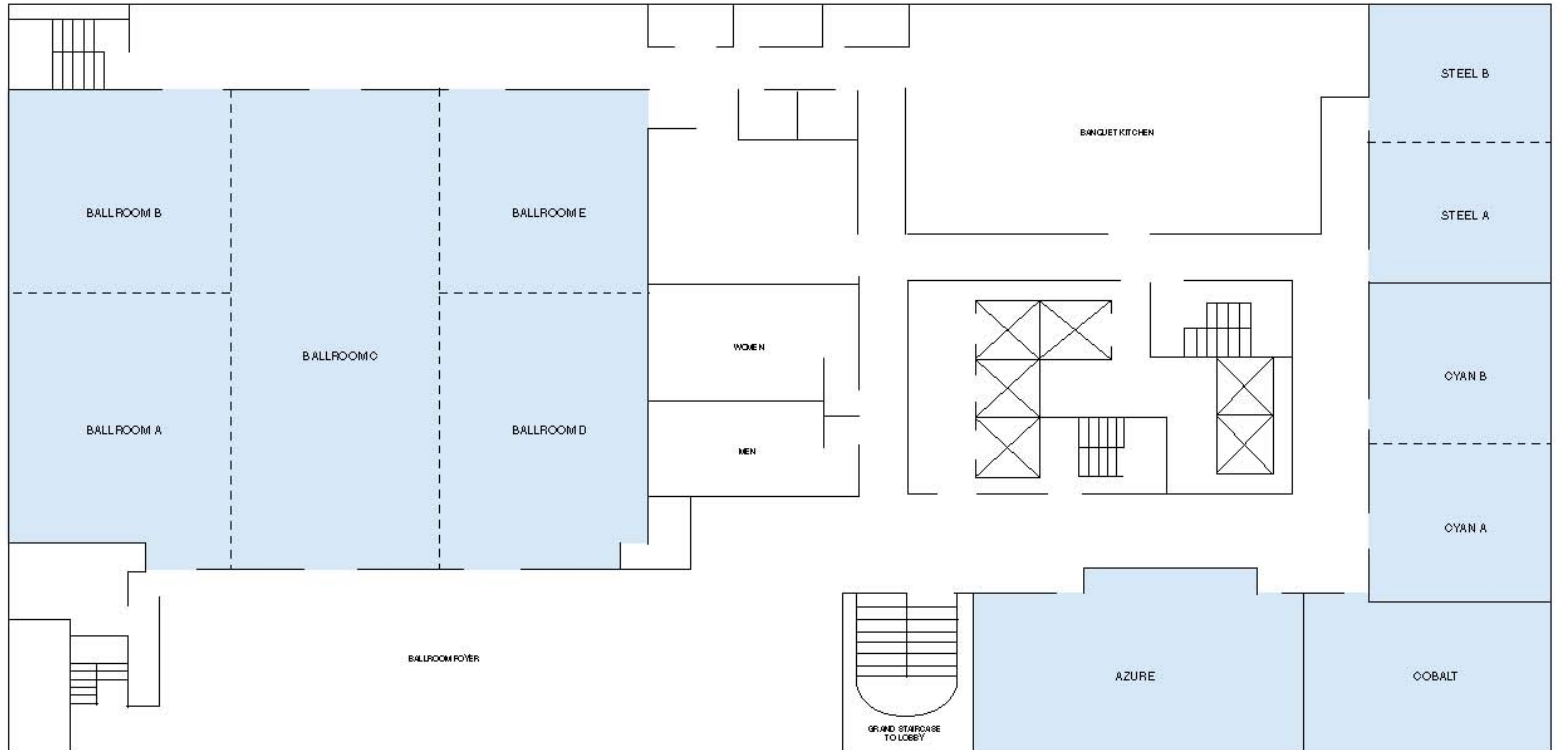 STEEL B
BANQUET KITCHEN
BALLROOM B
BALLROOM E
STEEL A
WOMEN
BALLROOM C
CYAN B
BALLROOM A
BALLROOM D
MEN
CYAN A
BALLROOM FOYER
AZURE
COBALT
GRAND STAIRCASE
TO LOBBY